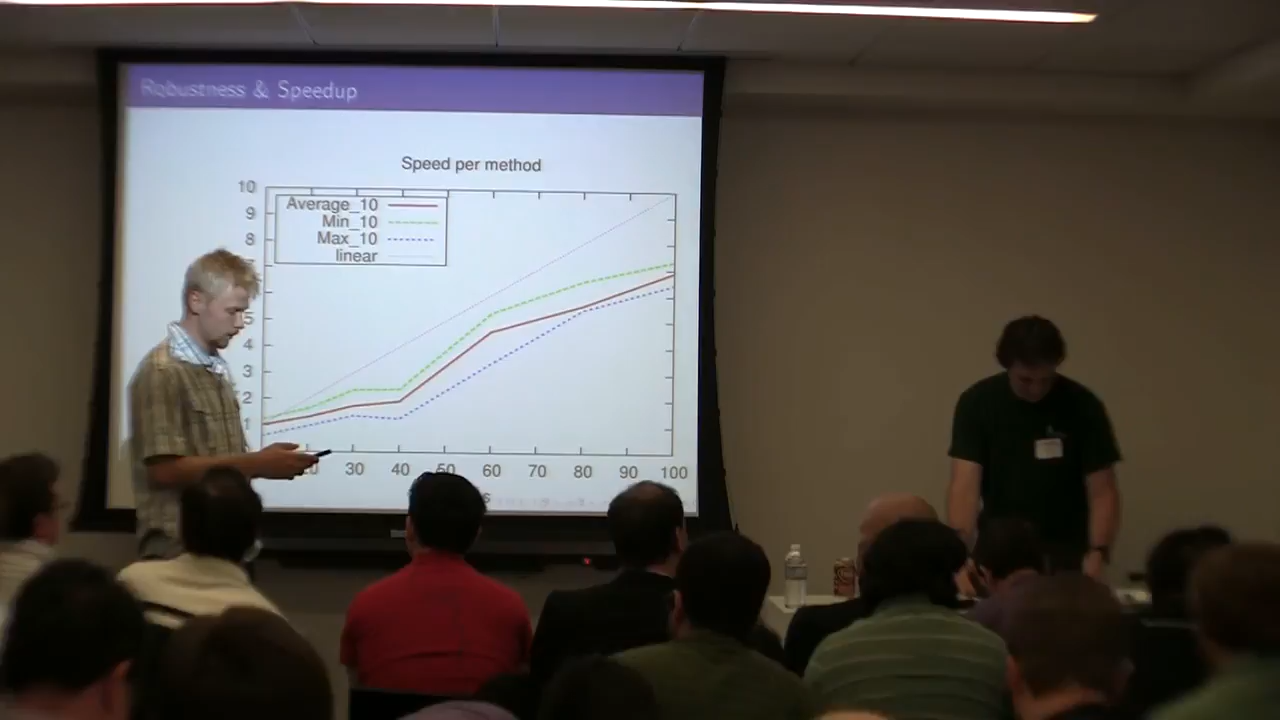 Robustness & Speedup
Speed per method
10
9
8
5
4
3
2
1
Average_10
Min_10
Max_10
linear
30 40 50 60 70 80 90 100